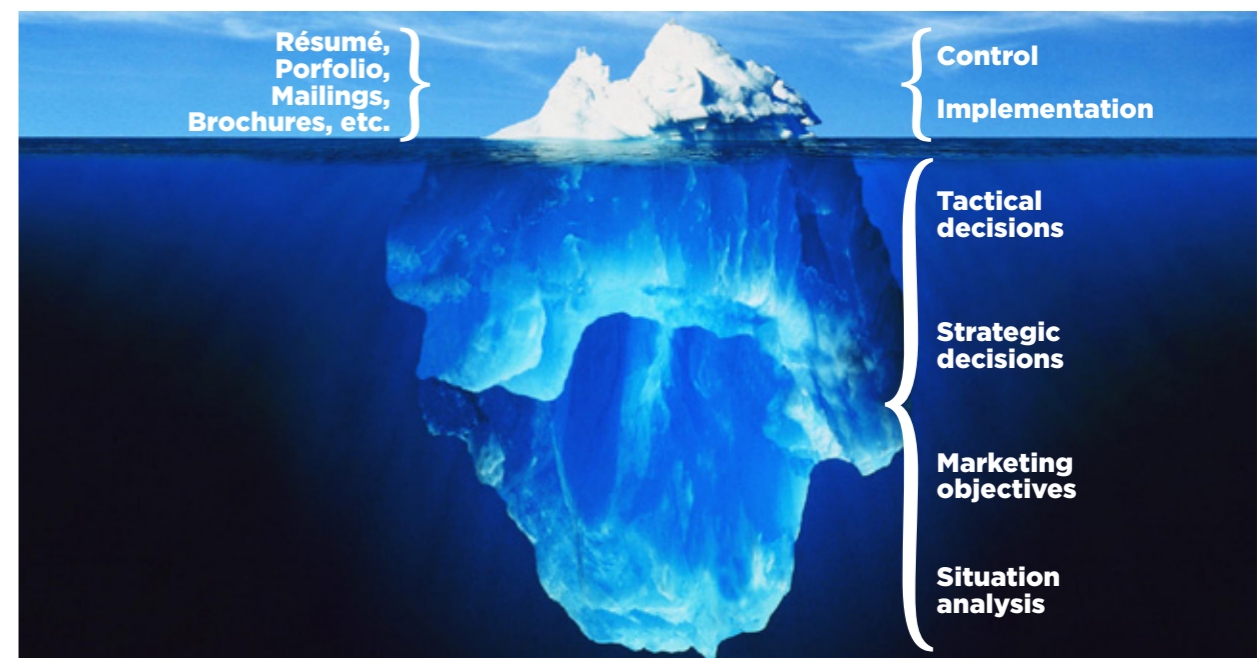 Résumé,
Porfolio,
Mailings,
Brochures, etc.
Control
Implementation
Tactical
decisions
Strategic
decisions
Marketing
objectives
Situation
analysis